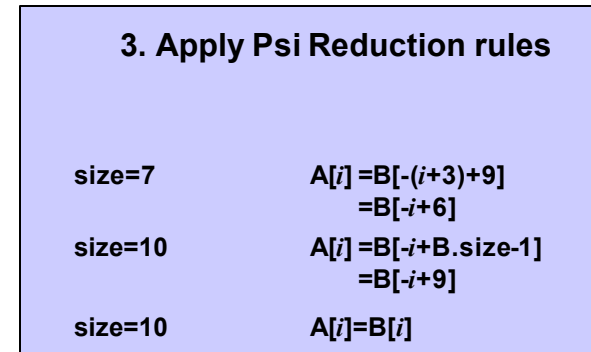 3. Apply Psi Reduction rules
size=7 A[i] =B[-(i+3)+9]
=B[-i+6]
size=10 A[i] =B[-i+B.size-1]
=B[-i+9]
size=10 A[i]=B[i]